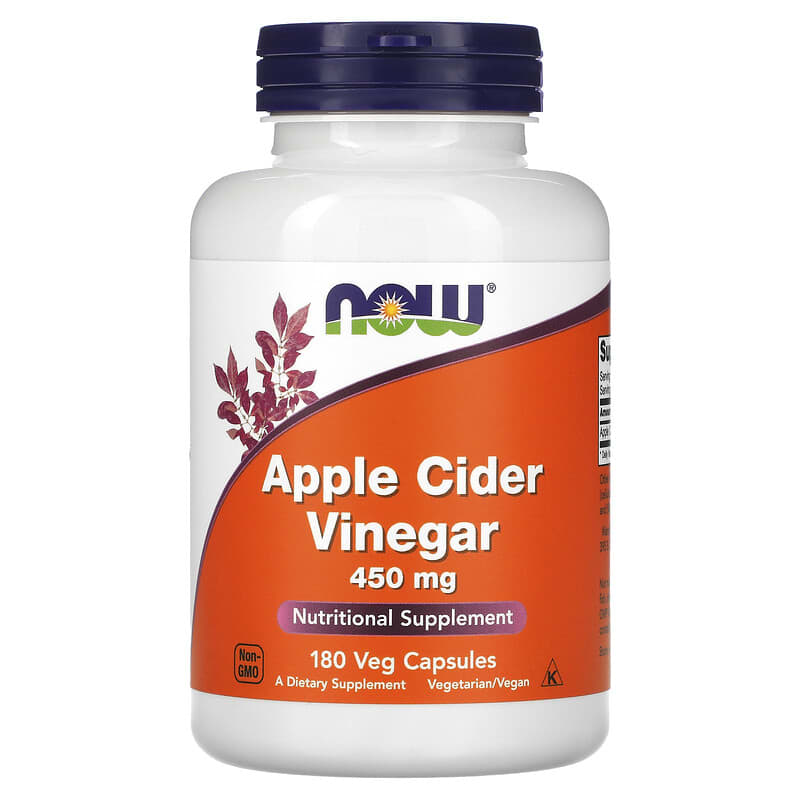 NOW®
Apple Cider
Vinegar
450 mg
Nutritional Supplement
180 Veg Capsules
Non-
GMO
A Dietary Supplement Vegetarian/Vegan
K